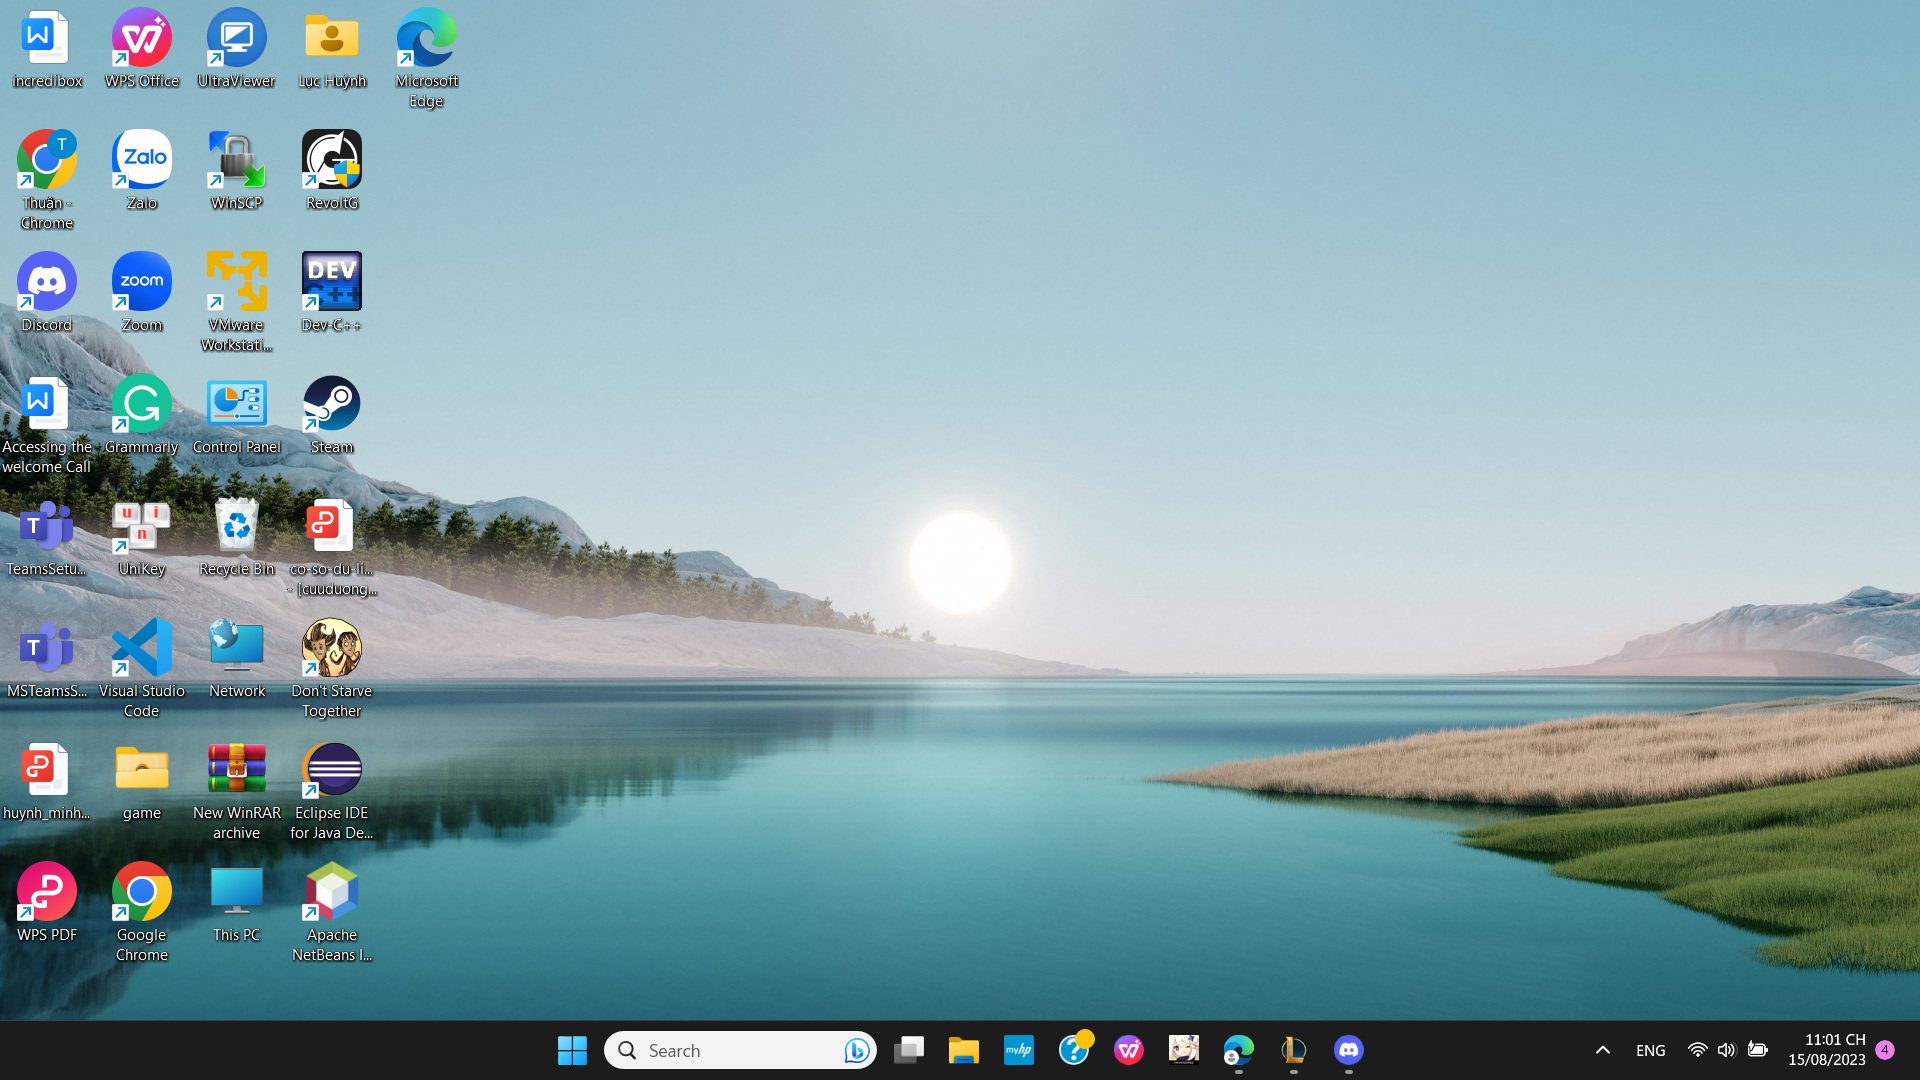 incredibox
WPS Office
UltraViewer
Lục Huỳnh
Microsoft
Edge
T
Thuận -
Chrome
Zalo
Zalo
WinSCP
RevoltG
Discord
zoom
Zoom
VMware
Workstati...
DEV
C++
Dev-C++
W
Accessing the
welcome Call
Grammarly
Control Panel
Steam
T
TeamsSetu...
u i
n
UniKey
Recycle Bin
co-so-du-li...
- [cuuduong...
T
MSTeamsS...
Visual Studio
Code
Network
Don't Starve
Together
huynh_minh...
game
New WinRAR
archive
Eclipse IDE
for Java De...
WPS PDF
Google
Chrome
This PC
Apache
NetBeans I...
Search
myhp
?
ENG
11:01 CH
15/08/2023
4